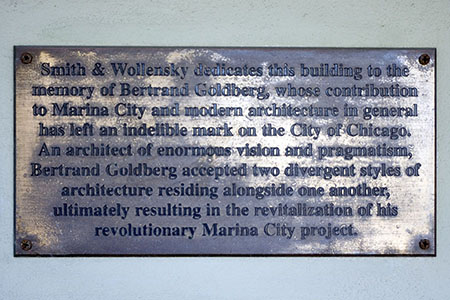 Smith & Wollensky dedicates this building to the
memory of Bertrand Goldberg, whose contribution
to Marina City and modern architecture in general
has left an indelible mark on the City of Chicago.
An architect of enormous vision and pragmatism,
Bertrand Goldberg accepted two divergent styles of
architecture residing alongside one another,
ultimately resulting in the revitalization of his
revolutionary Marina City project.